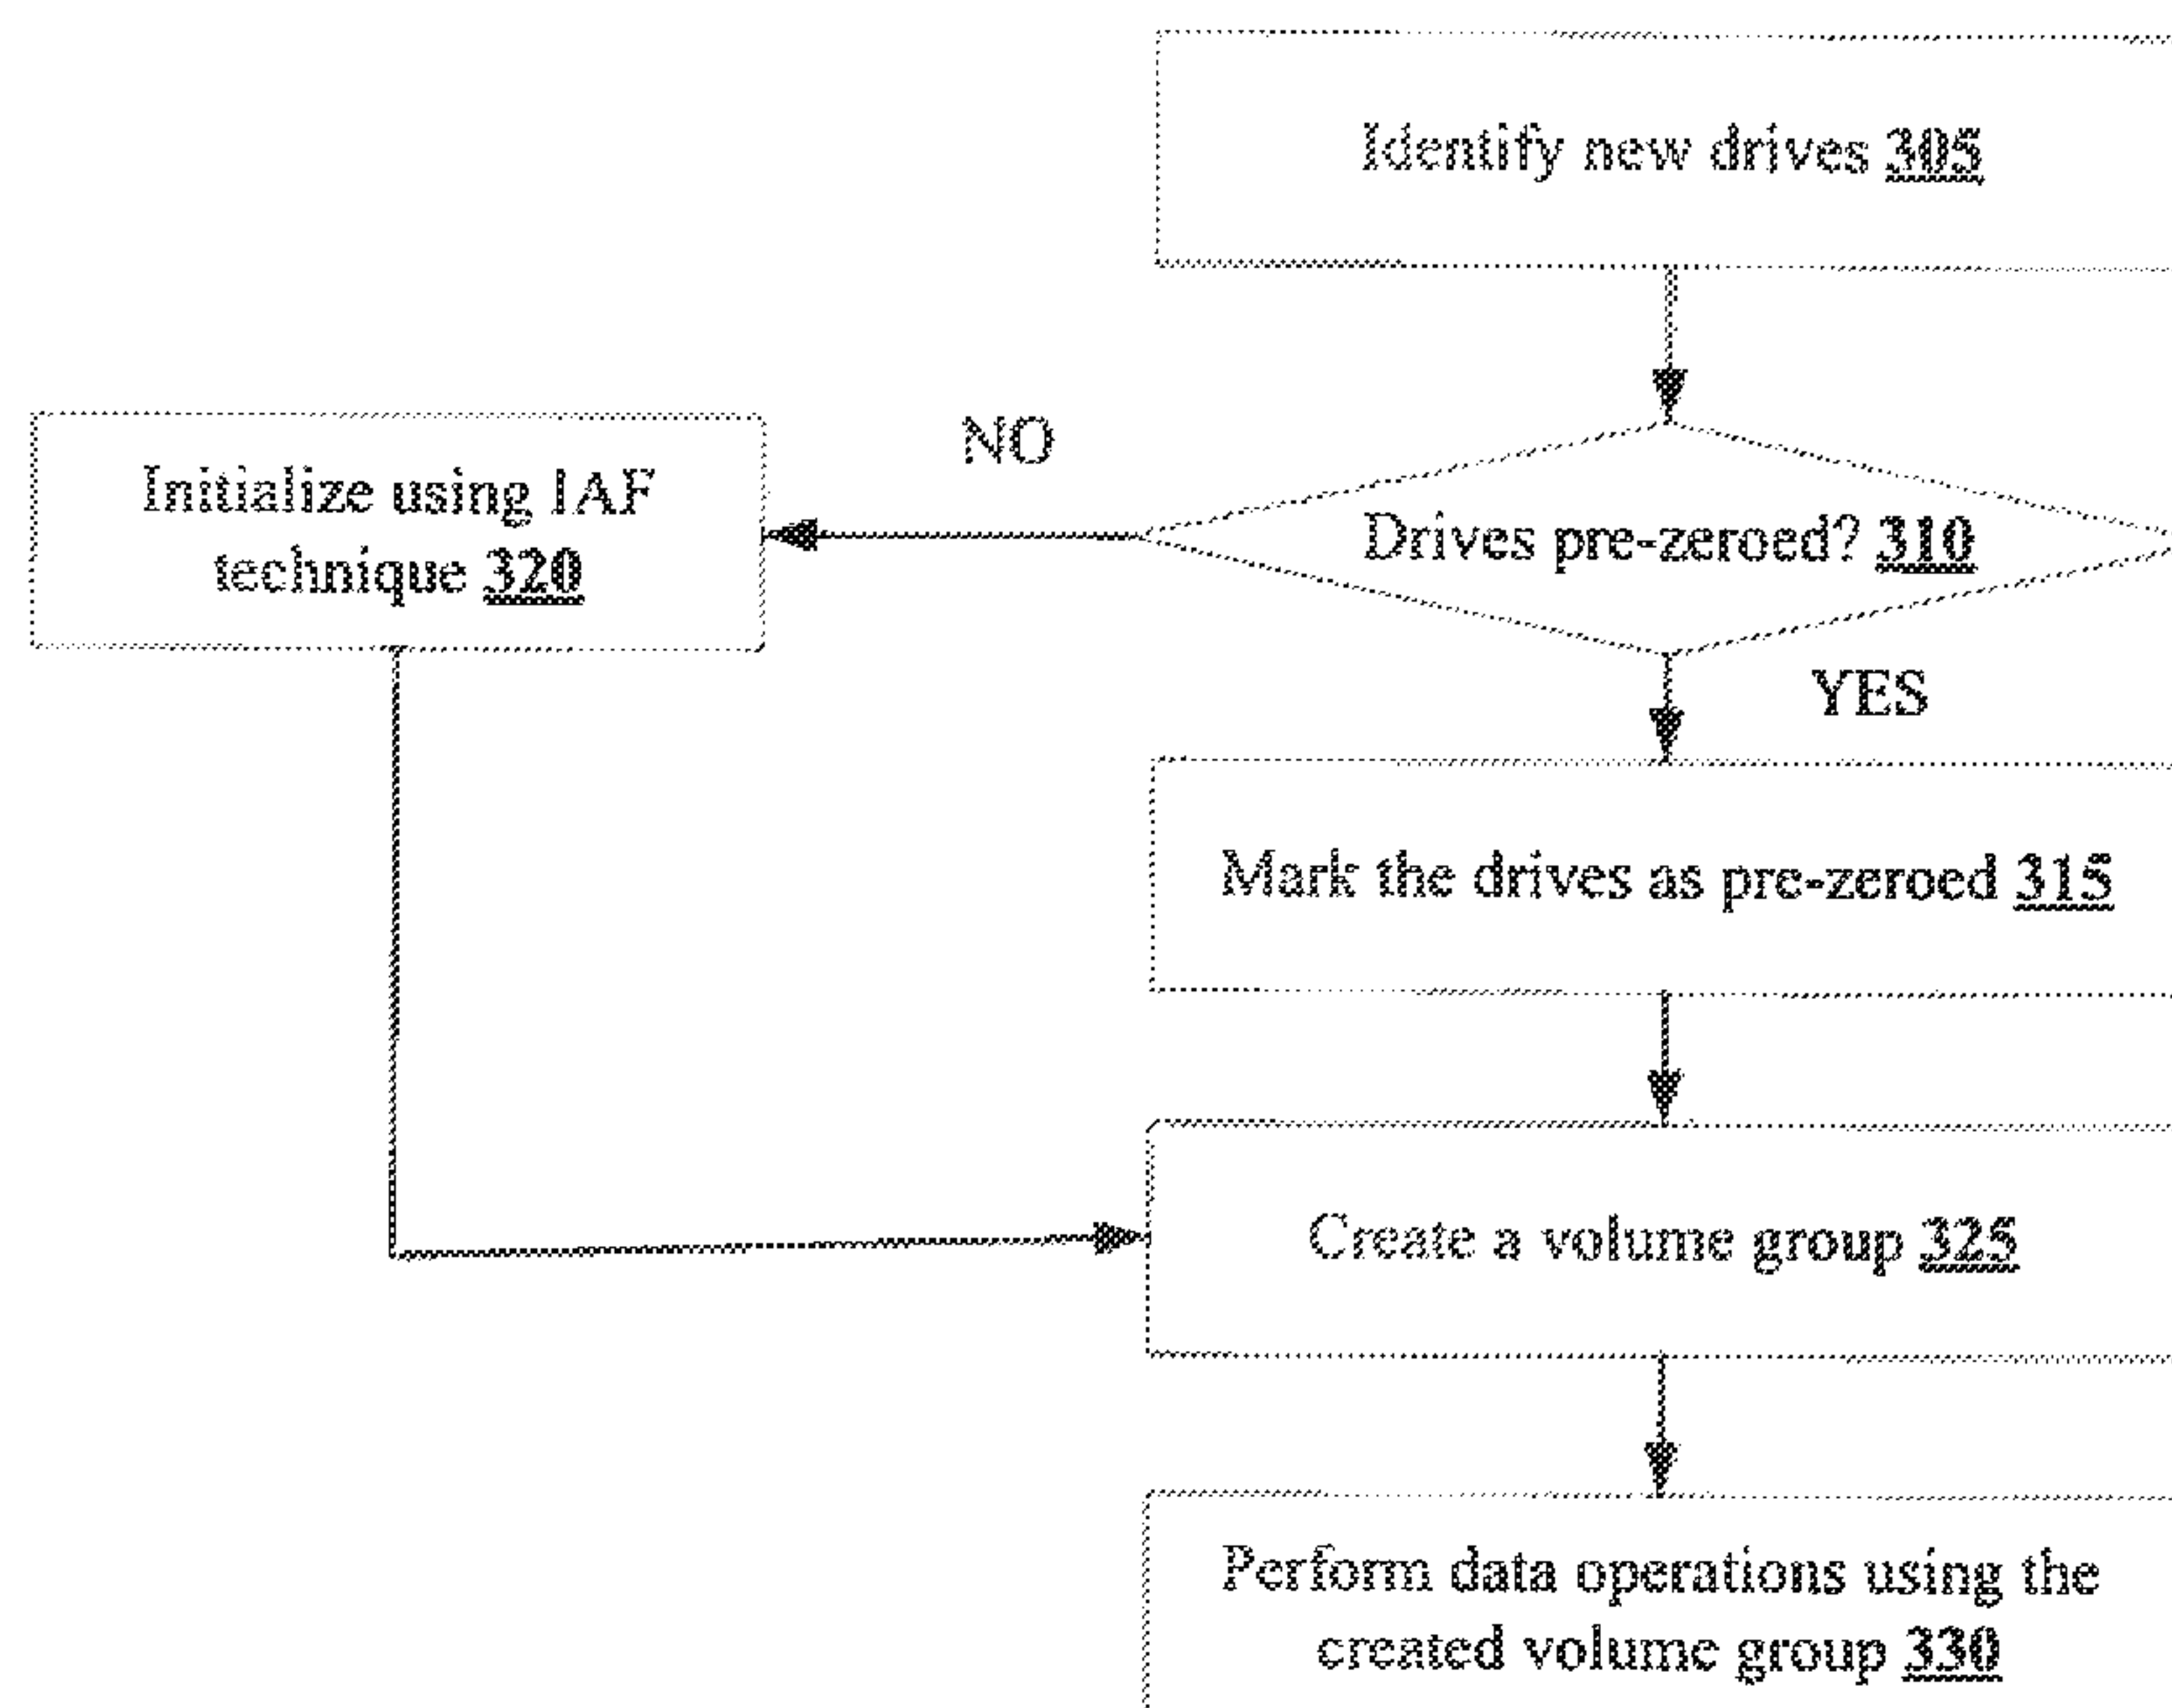 Identify new drives 305
NO
Initialize using IAF
technique 320
Drives pre-zeroed? 310
YES
Mark the drives as pre-zeroed 315
Create a volume group 325
Perform data operations using the
created volume group 330